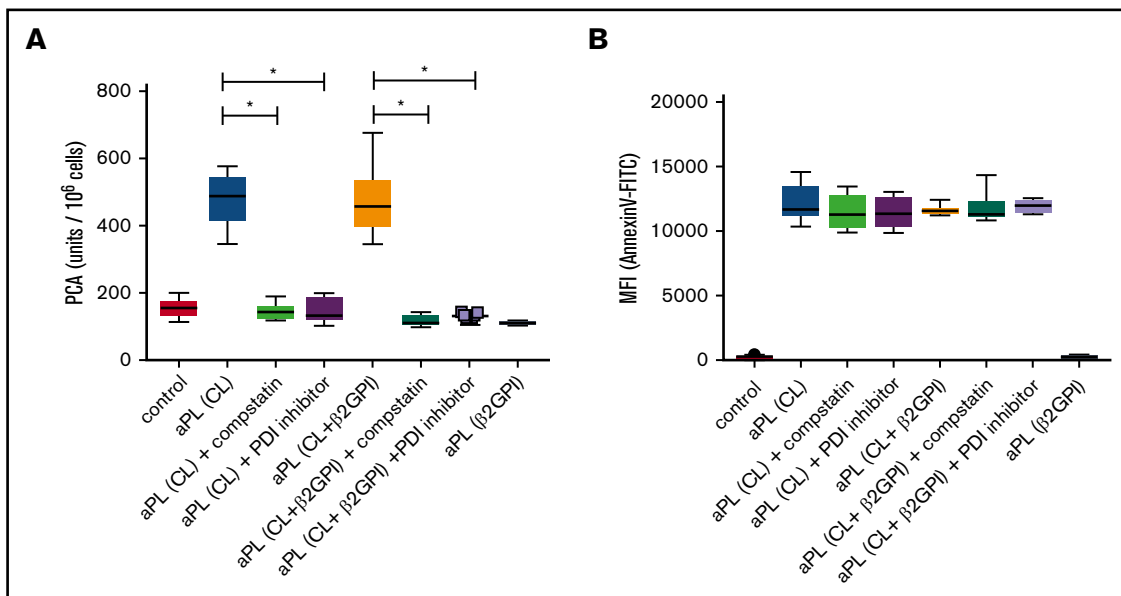 A
PCA (units / 10⁶ cells)
800
600
400
200
0
*
*
*
*
control
aPL (CL)
aPL (CL) + compstatin
aPL (CL) + PDI inhibitor
aPL (CL+β2GPI)
aPL (CL+β2GPI) + compstatin
aPL (CL+ β2GPI) +PDI inhibitor
aPL (β2GPI)
B
MFI (AnnexinV-FITC)
20000
15000
10000
5000
0
control
aPL (CL)
aPL (CL) + compstatin
aPL (CL) + PDI inhibitor
aPL (CL+ β2GPI)
aPL (CL+ β2GPI) + compstatin
aPL (CL+ β2GPI) + PDI inhibitor
aPL (β2GPI)